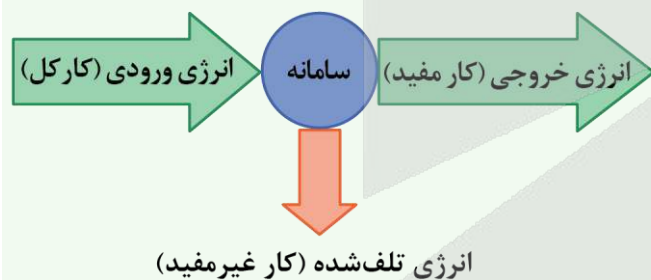 انرژی ورودی (کار کل)
سامانه
انرژی خروجی (کار مفید)
انرژی تلف‌شده (کار غیرمفید)